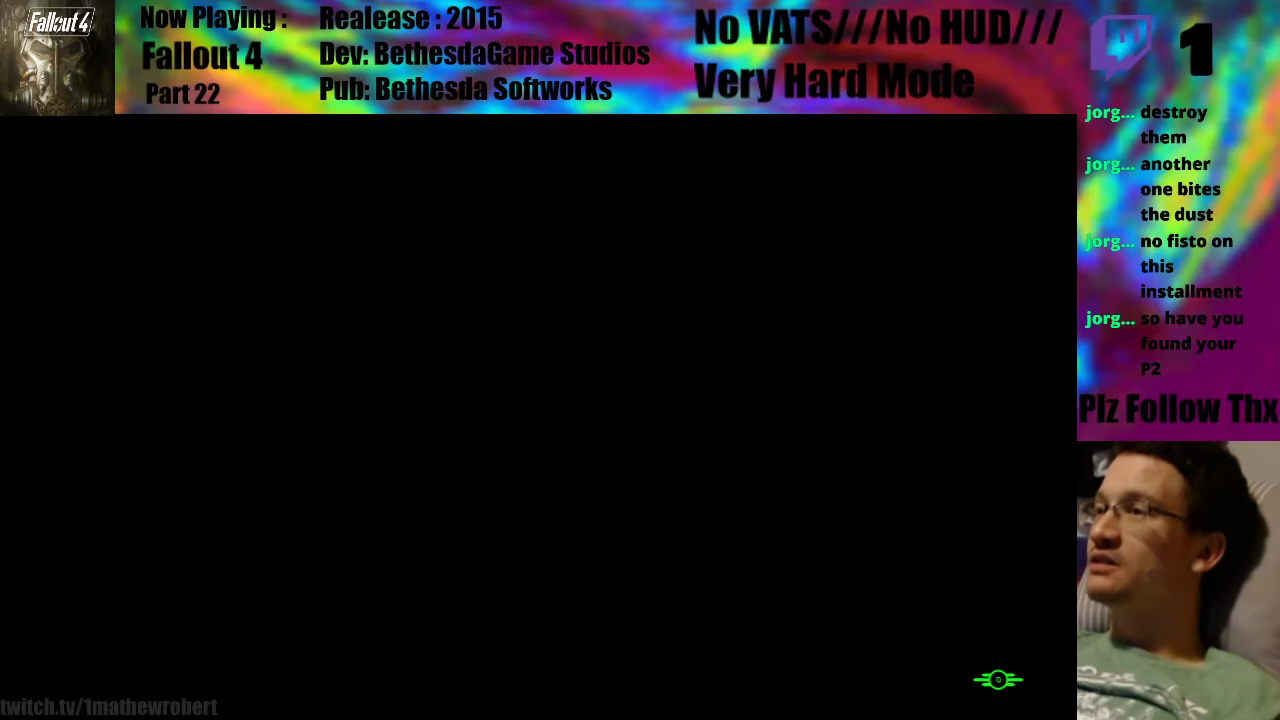 Fallout 4
Now Playing :
Fallout 4
Part 22
Realease : 2015
Dev: BethesdaGame Studios
Pub: Bethesda Softworks
No VATS///No HUD///
Very Hard Mode
1
jorg... destroy
them
jorg... another
one bites
the dust
jorg... no fisto on
this
installment
jorg... so have you
found your
P2
Plz Follow Thx
twitch.tv/1mathewrobert